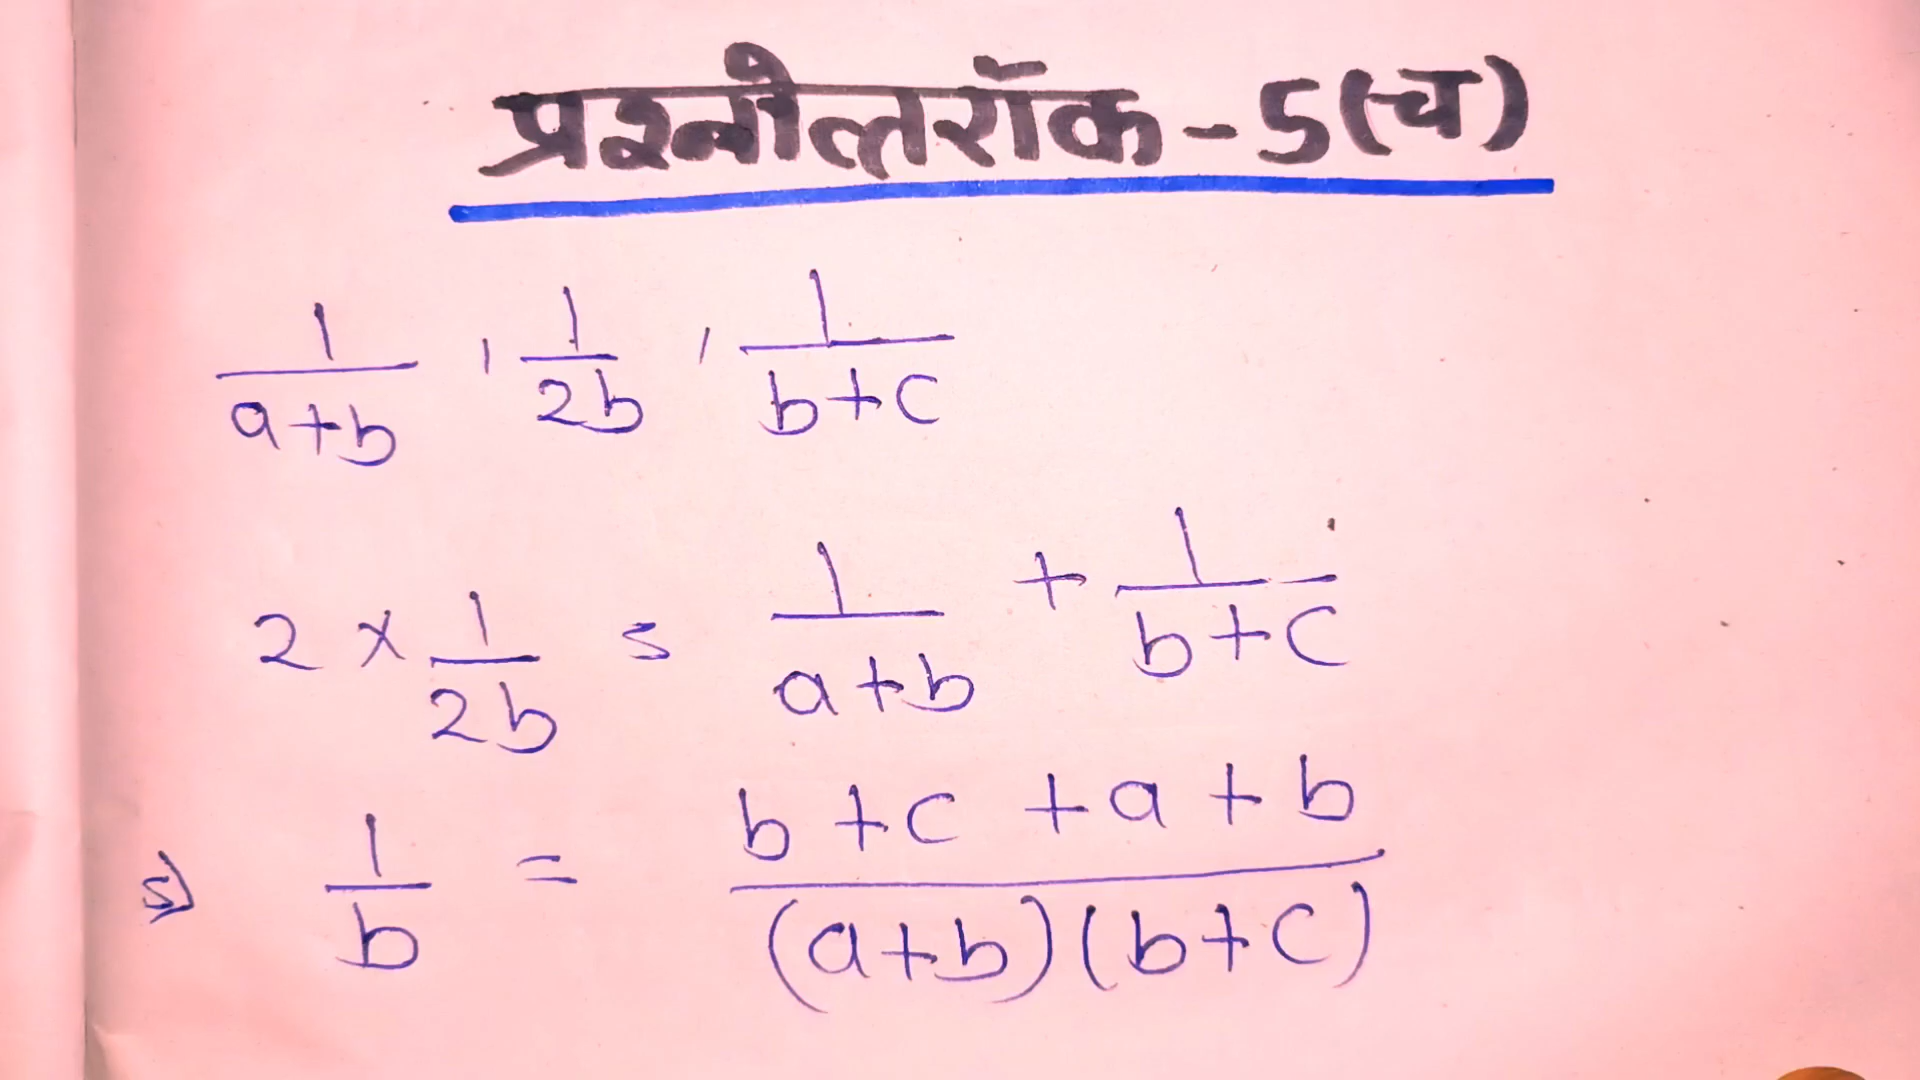 प्रश्नोत्तरॉक-5(च)
1/(a+b) , 1/2b , 1/(b+c)
2 × 1/2b = 1/(a+b) + 1/(b+c)
⇒ 1/b = (b+c+a+b)/((a+b)(b+c))